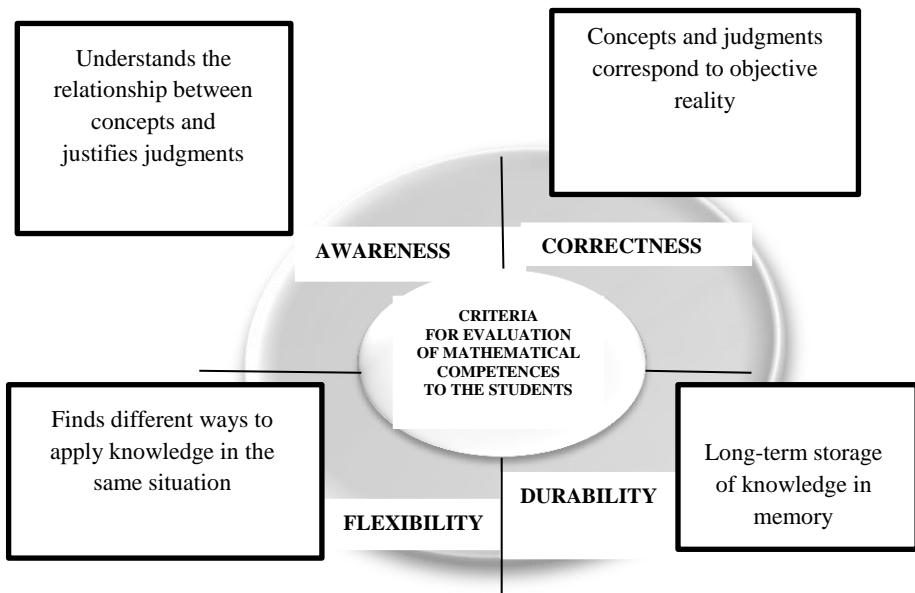 Understands the
relationship between
concepts and
justifies judgments
Concepts and judgments
correspond to objective
reality
AWARENESS
CORRECTNESS
CRITERIA
FOR EVALUATION
OF MATHEMATICAL
COMPETENCES
TO THE STUDENTS
Finds different ways to
apply knowledge in the
same situation
Long-term storage
of knowledge in
memory
FLEXIBILITY
DURABILITY